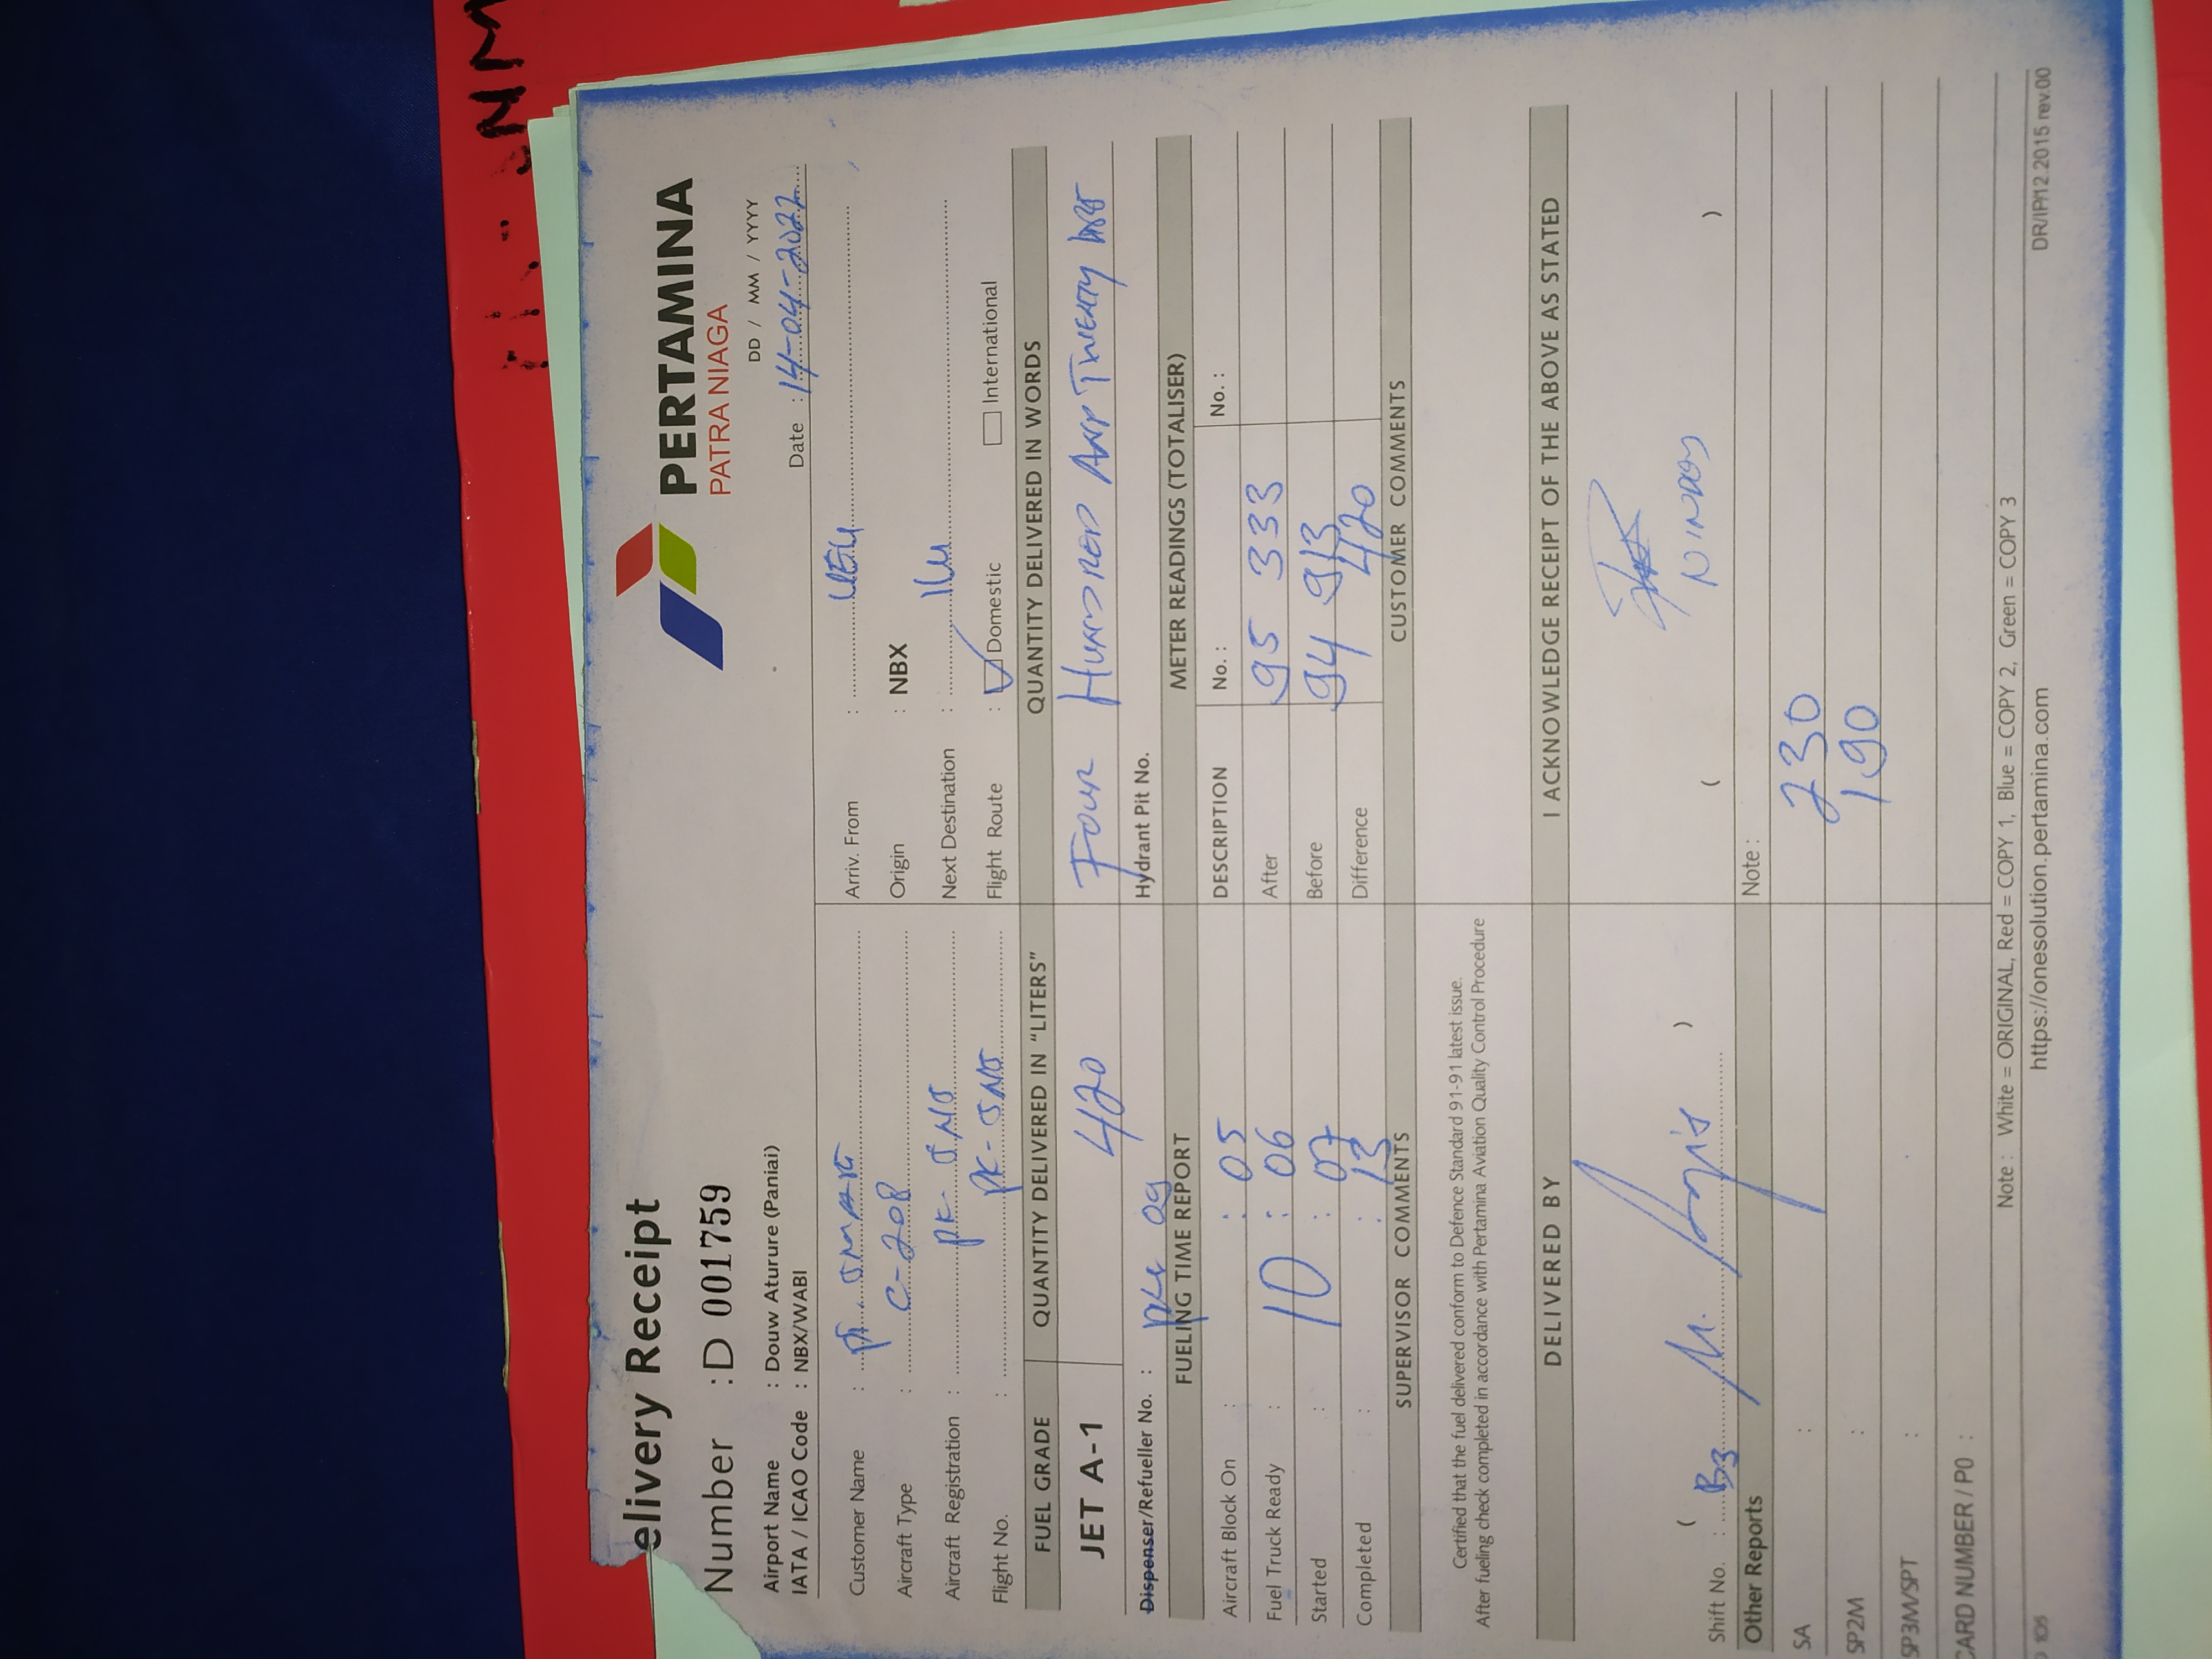 NM
PERTAMINA
PATRA NIAGA
elivery Receipt
Number : D 001759
DD / MM / YYYY
Date : 14-04-2022
Airport Name : Douw Aturure (Paniai)
IATA / ICAO Code : NBX/WABI
Customer Name : PT. SMART
Aircraft Type : C-208
Aircraft Registration : PK-SNS
Flight No. : PK-SNS
Arriv. From :
Origin : NBX
Next Destination : ILU
Flight Route : Domestic International
FUEL GRADE QUANTITY DELIVERED IN "LITERS" QUANTITY DELIVERED IN WORDS
JET A-1 420 Four Hundred And Twenty
Dispenser/Refueller No. : 09 Hydrant Pit No.
FUELING TIME REPORT METER READINGS (TOTALISER)
DESCRIPTION No. : No. :
Aircraft Block On : : 05
Fuel Truck Ready : 10 : 06 After 95 333
Started : : 07 Before 94 913
Completed : : 13 Difference 420
SUPERVISOR COMMENTS CUSTOMER COMMENTS
Certified that the fuel delivered conform to Defence Standard 91-91 latest issue.
After fueling check completed in accordance with Pertamina Aviation Quality Control Procedure
DELIVERED BY I ACKNOWLEDGE RECEIPT OF THE ABOVE AS STATED
( ) ( )
Shift No. : B3
Other Reports Note :
SA : 230
SP2M : 190
SP3M/SPT :
CARD NUMBER / PO :
Note : White = ORIGINAL, Red = COPY 1, Blue = COPY 2, Green = COPY 3
https://onesolution.pertamina.com DR/IP/12.2015 rev.00